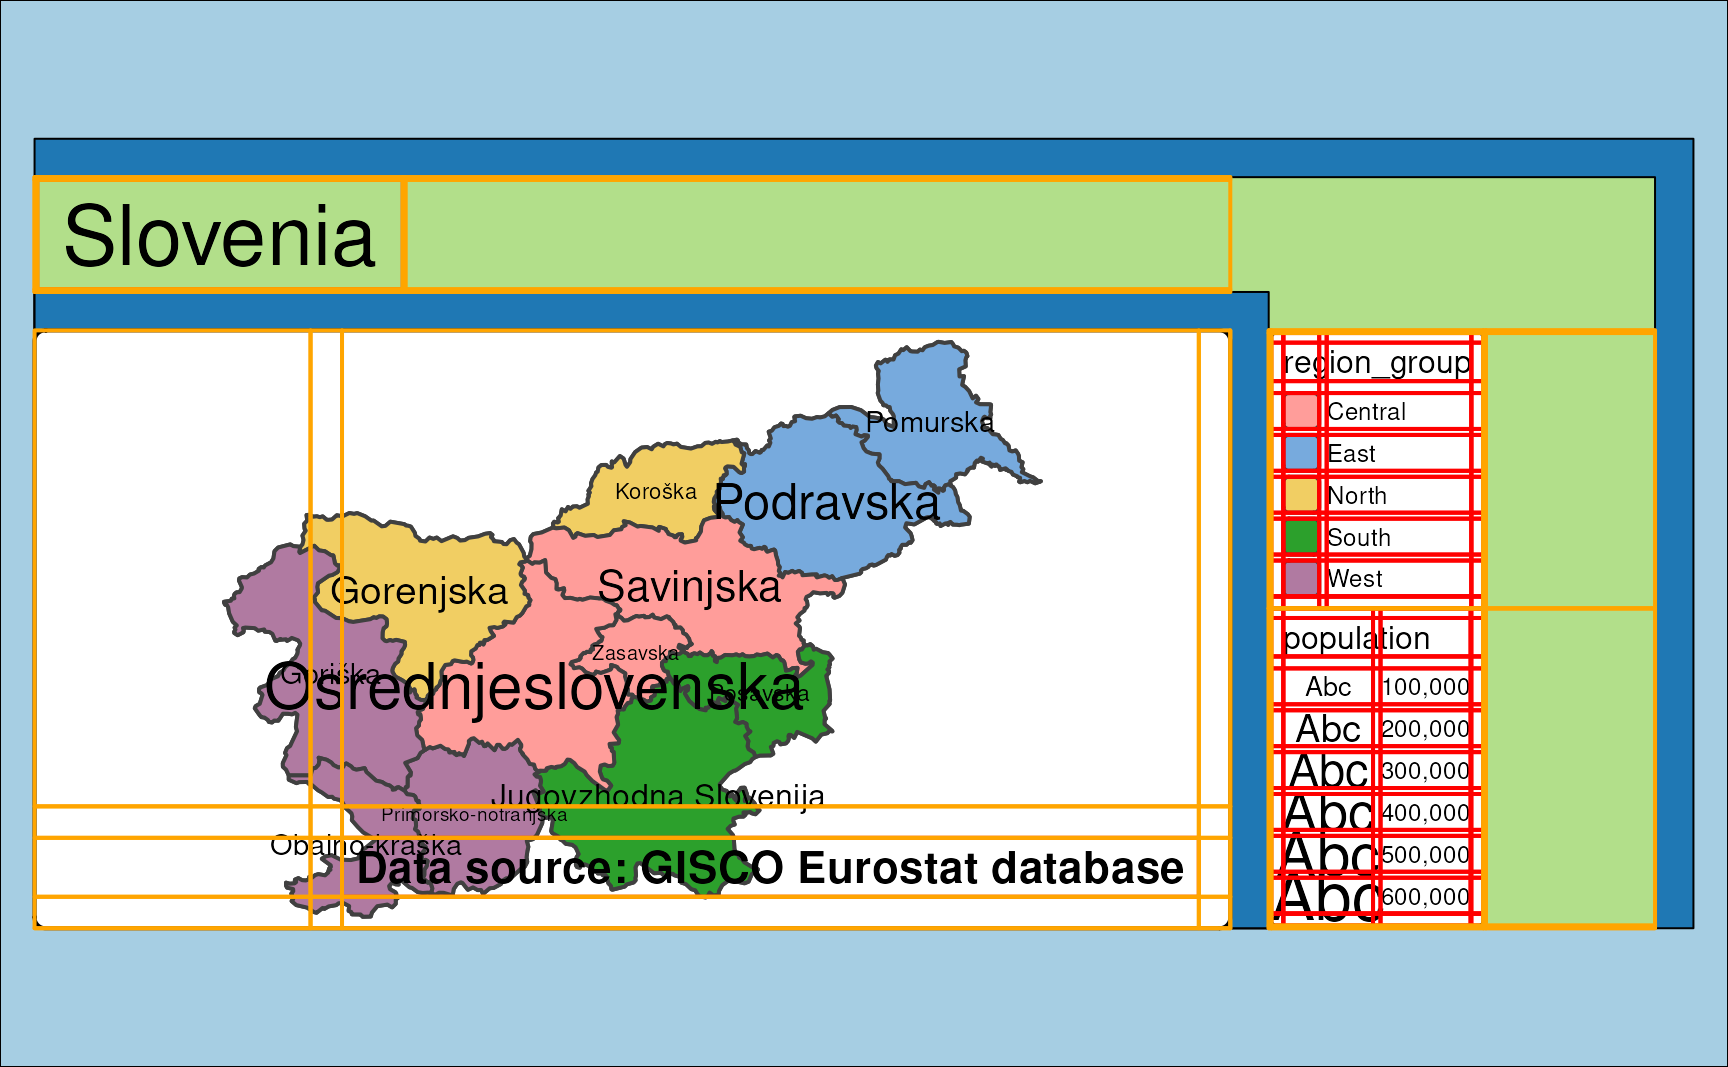 Slovenia
Pomurska
Koroška
Podravska
Gorenjska
Savinjska
Zasavska
Goriška
Osrednjeslovenska
Posavska
Jugovzhodna Slovenija
Primorsko-notranjska
Obalno-kraška
Data source: GISCO Eurostat database
region_group
Central
East
North
South
West
population
Abc 100,000
Abc 200,000
Abc 300,000
Abc 400,000
Abc 500,000
Abc 600,000